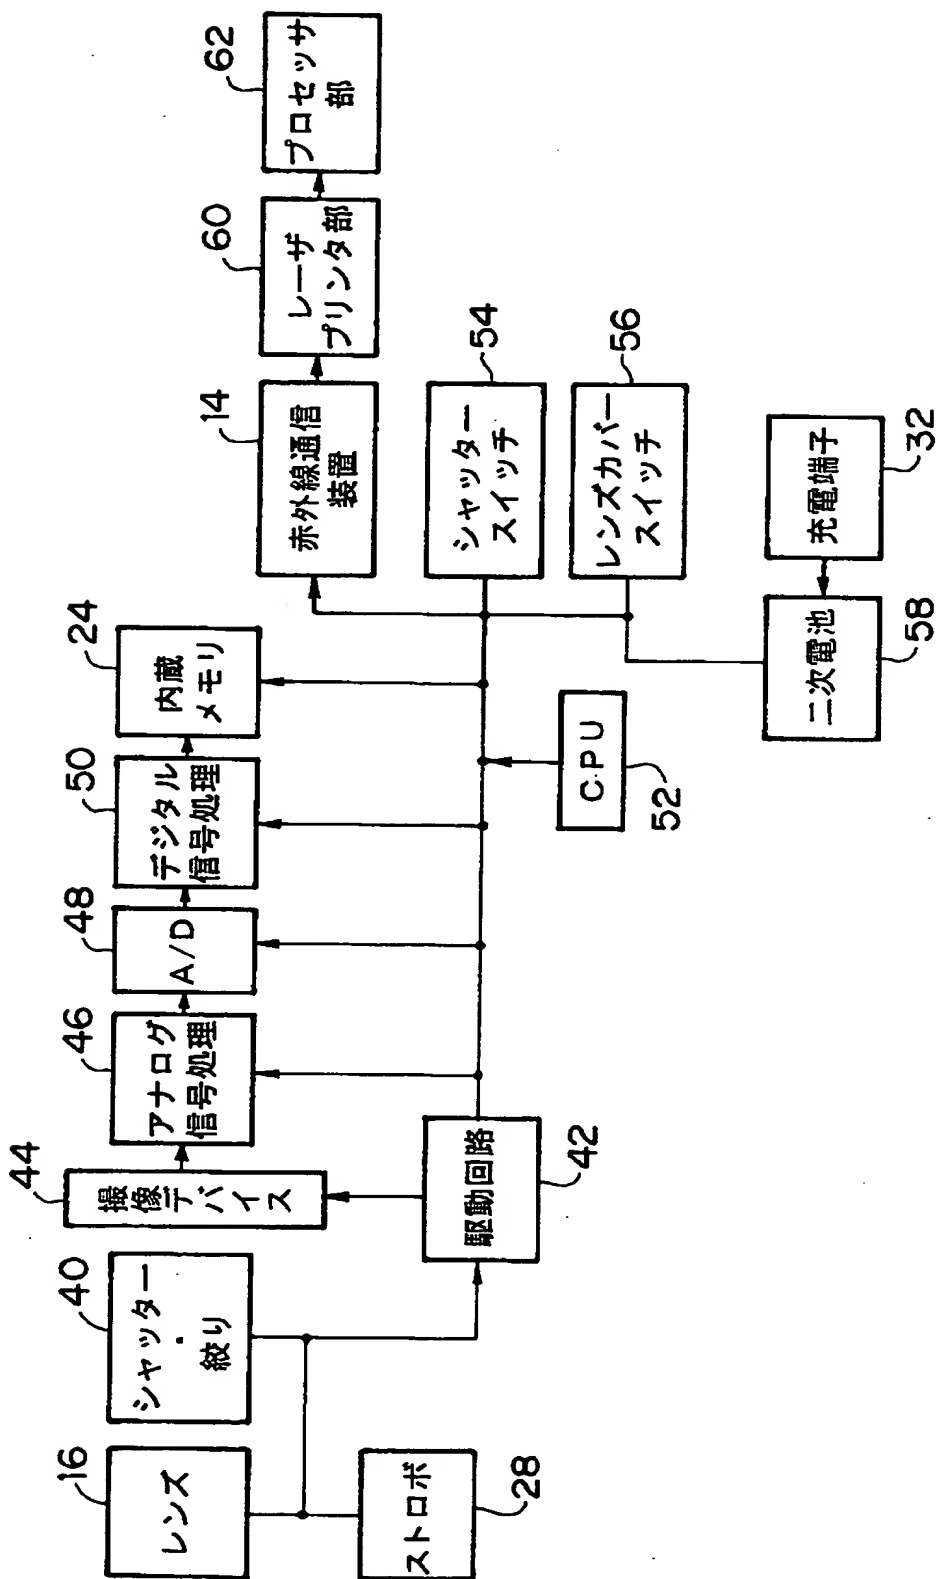 16
レンズ
40
シャッター
・
絞り
44
撮像デバイス
46
アナログ
信号処理
48
A/D
50
デジタル
信号処理
24
内蔵
メモリ
14
赤外線通信
装置
60
レーザ
プリンタ部
62
プロセッサ
部
ストロボ
28
駆動回路
42
CPU
52
シャッター
スイッチ
54
レンズカバー
スイッチ
56
二次電池
58
充電端子
32